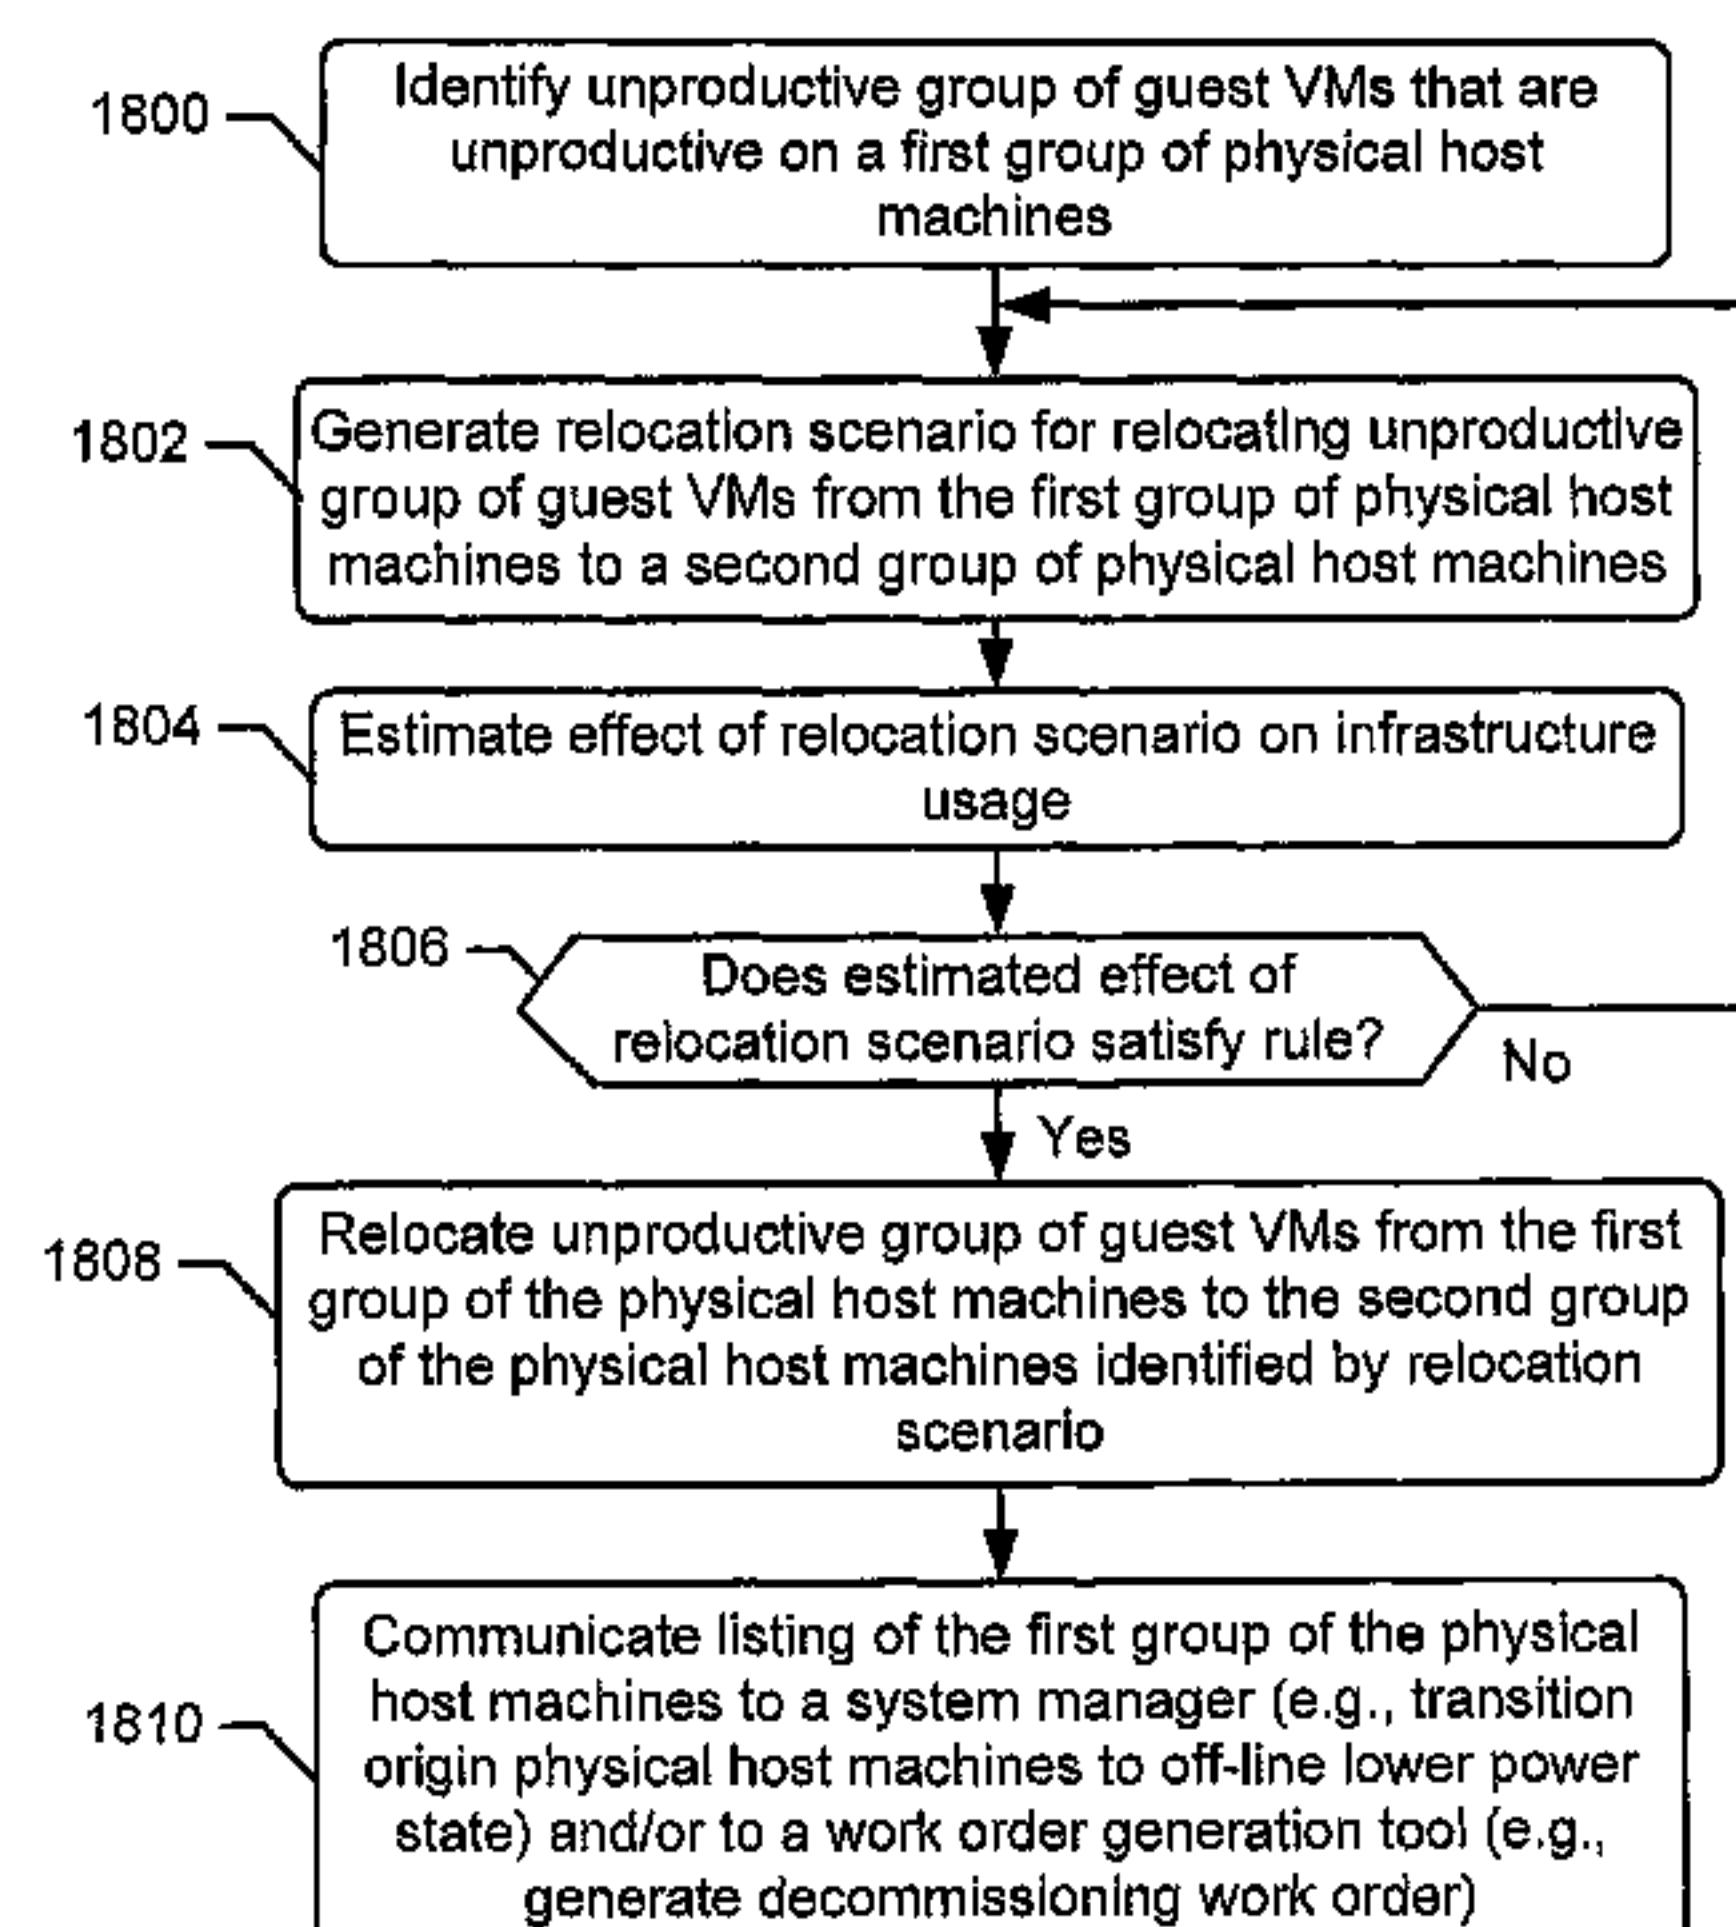 1800
Identify unproductive group of guest VMs that are
unproductive on a first group of physical host
machines
1802
Generate relocation scenario for relocating unproductive
group of guest VMs from the first group of physical host
machines to a second group of physical host machines
1804
Estimate effect of relocation scenario on infrastructure
usage
1806
Does estimated effect of
relocation scenario satisfy rule?
No
Yes
1808
Relocate unproductive group of guest VMs from the first
group of the physical host machines to the second group
of the physical host machines identified by relocation
scenario
1810
Communicate listing of the first group of the physical
host machines to a system manager (e.g., transition
origin physical host machines to off-line lower power
state) and/or to a work order generation tool (e.g.,
generate decommissioning work order)